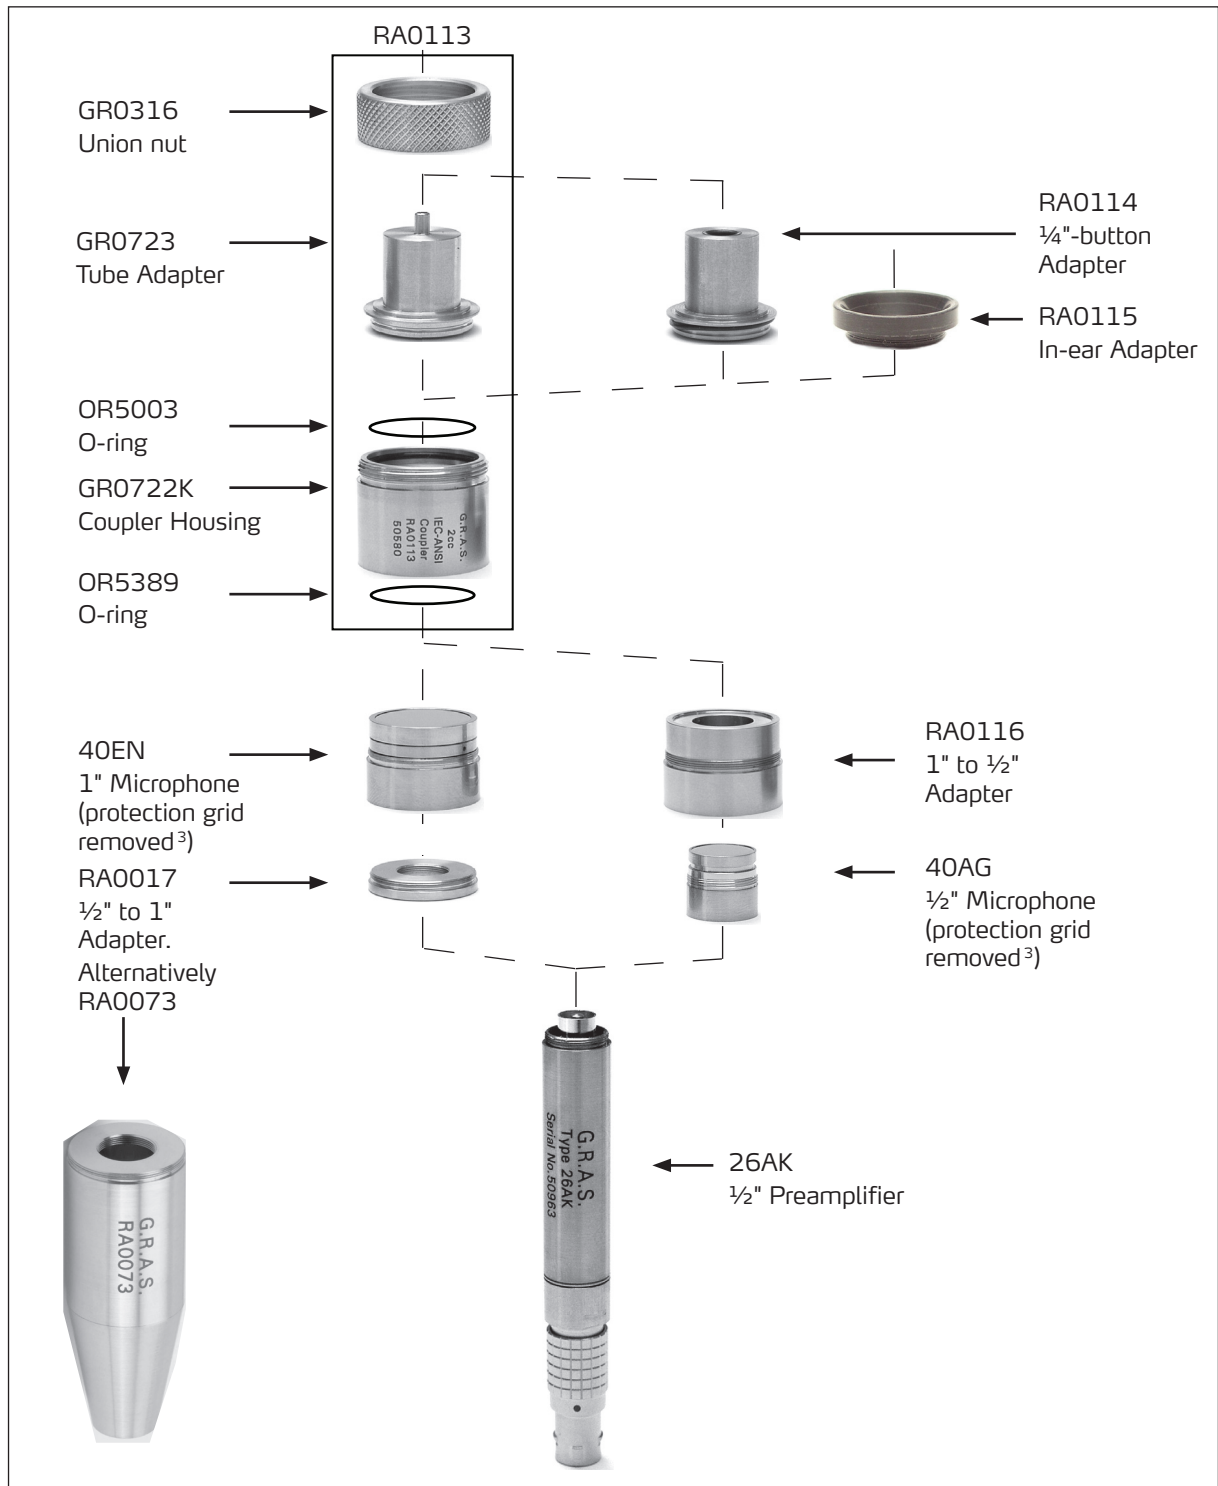 RA0113
GR0316
Union nut
GR0723
Tube Adapter
RA0114
¼"-button
Adapter
RA0115
In-ear Adapter
OR5003
O-ring
GR0722K
Coupler Housing
G.R.A.S.
2cc
IEC-ANSI
Coupler
RA0113
50580
OR5389
O-ring
40EN
1" Microphone
(protection grid
removed³)
RA0116
1" to ½"
Adapter
RA0017
½" to 1"
Adapter.
Alternatively
RA0073
40AG
½" Microphone
(protection grid
removed³)
G.R.A.S.
Type 26AK
Serial No.50963
26AK
½" Preamplifier
G.R.A.S.
RA0073